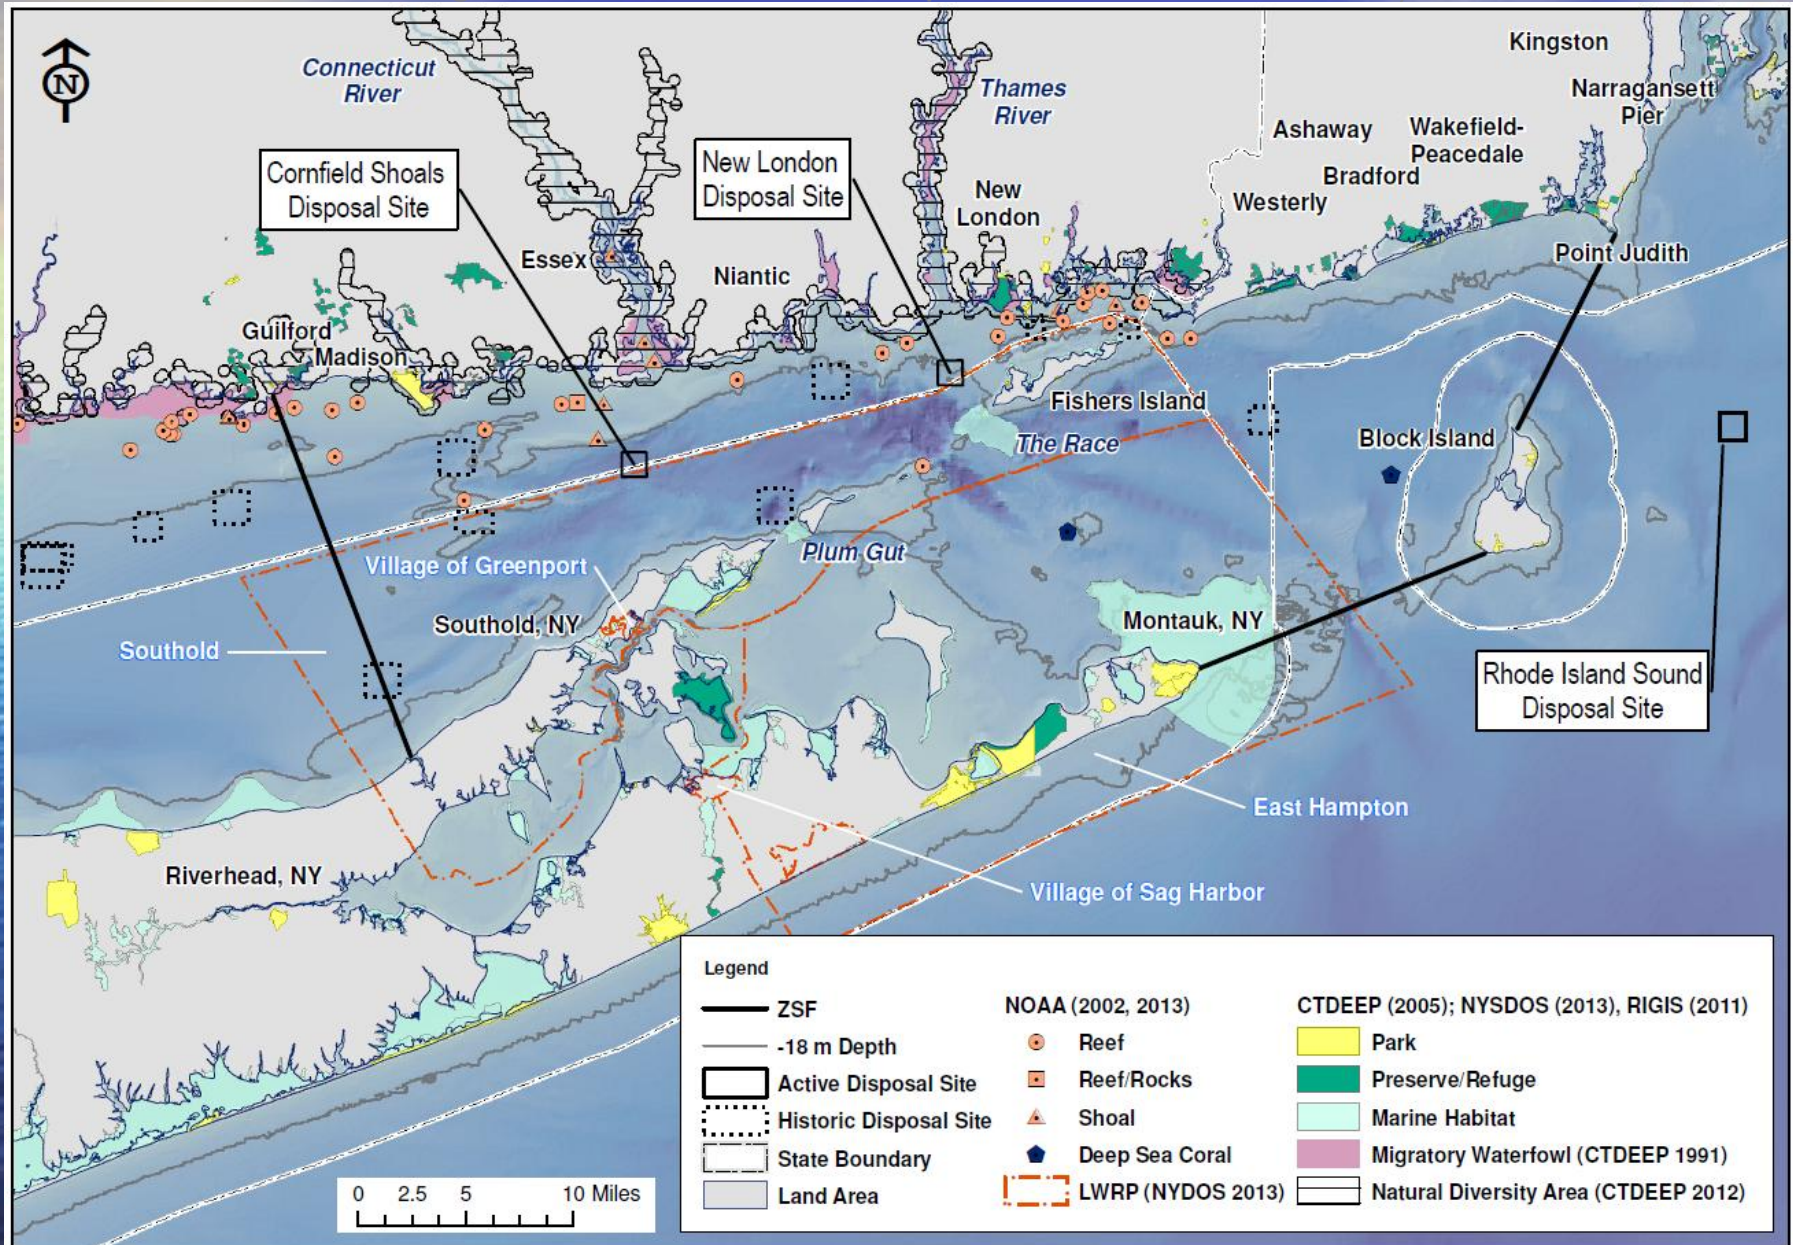 N
Connecticut
River
Thames
River
Kingston
Narragansett
Pier
Ashaway
Wakefield-
Peacedale
Bradford
Westerly
Cornfield Shoals
Disposal Site
New London
Disposal Site
New
London
Essex
Niantic
Point Judith
Guilford
Madison
Fishers Island
The Race
Block Island
Plum Gut
Village of Greenport
Southold, NY
Southold
Montauk, NY
Rhode Island Sound
Disposal Site
East Hampton
Riverhead, NY
Village of Sag Harbor
Legend
ZSF
-18 m Depth
Active Disposal Site
Historic Disposal Site
State Boundary
Land Area
NOAA (2002, 2013)
Reef
Reef/Rocks
Shoal
Deep Sea Coral
LWRP (NYDOS 2013)
CTDEEP (2005); NYSDOS (2013), RIGIS (2011)
Park
Preserve/Refuge
Marine Habitat
Migratory Waterfowl (CTDEEP 1991)
Natural Diversity Area (CTDEEP 2012)
0 2.5 5 10 Miles